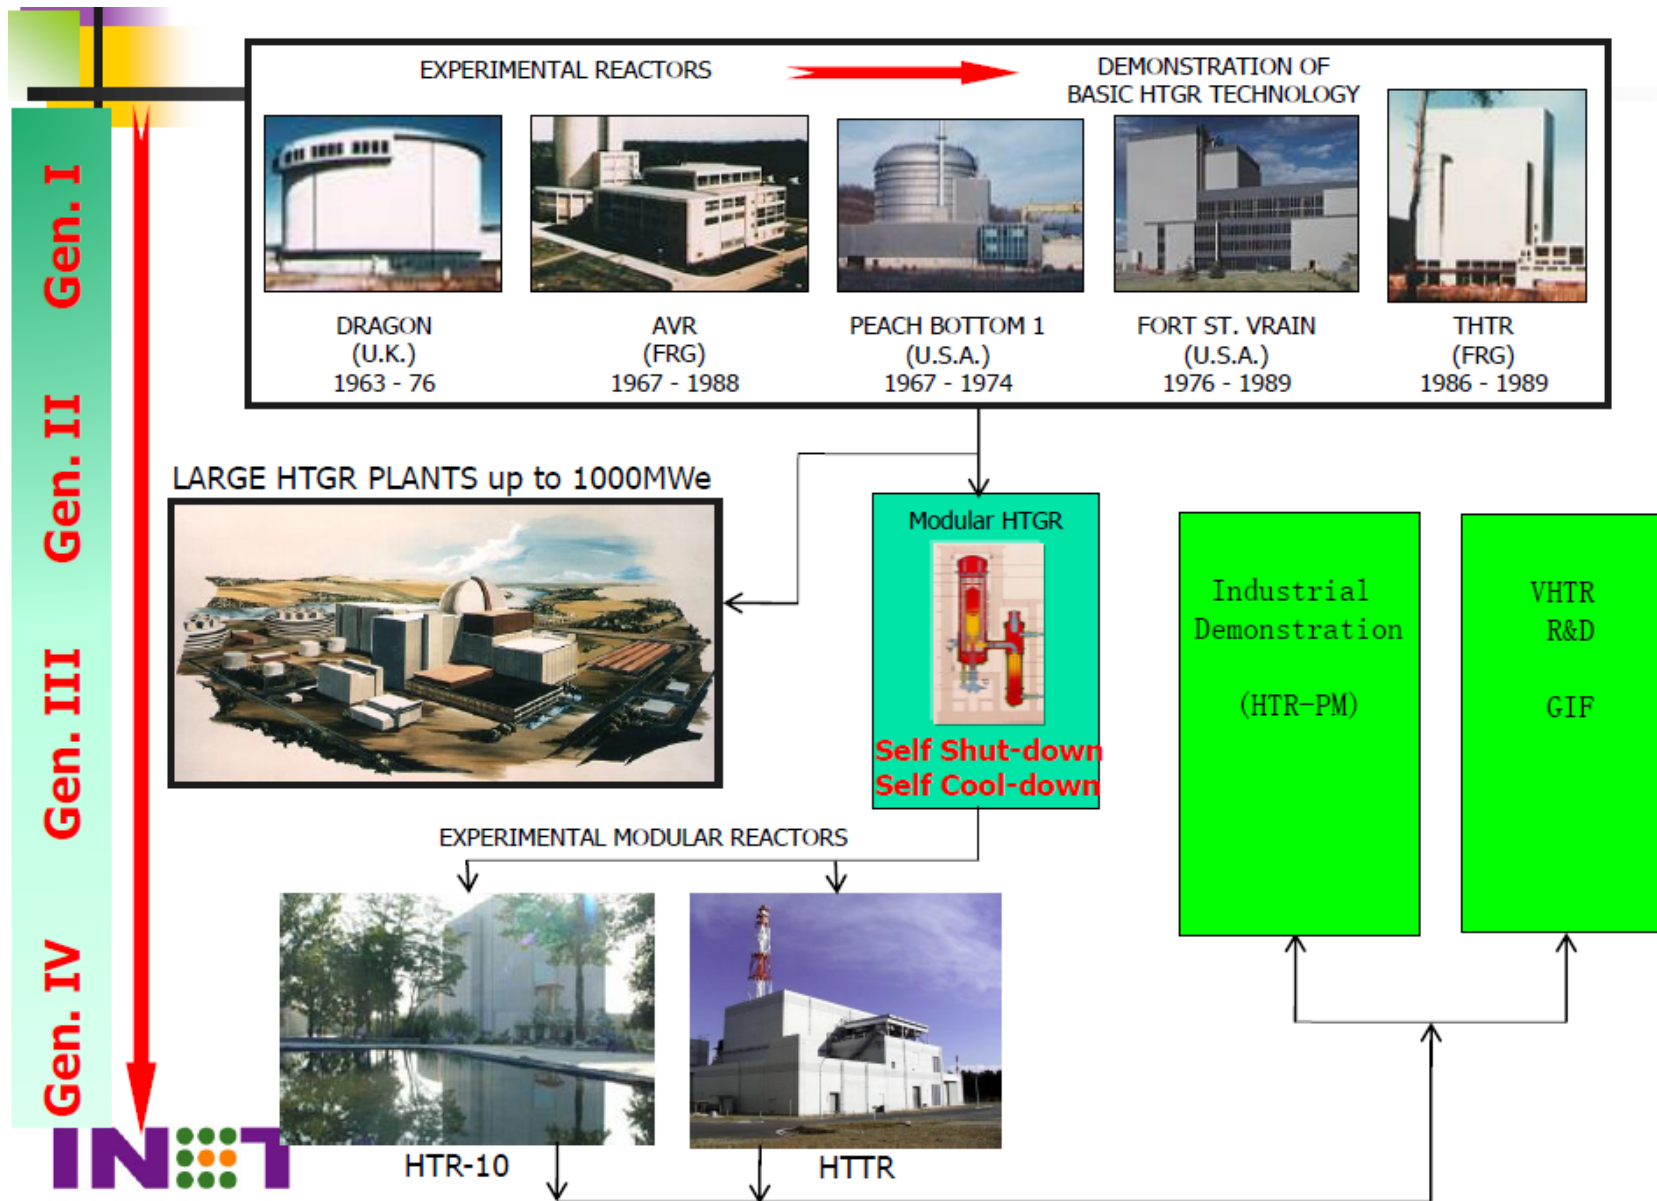 EXPERIMENTAL REACTORS
DEMONSTRATION OF
BASIC HTGR TECHNOLOGY
DRAGON
(U.K.)
1963 - 76
AVR
(FRG)
1967 - 1988
PEACH BOTTOM 1
(U.S.A.)
1967 - 1974
FORT ST. VRAIN
(U.S.A.)
1976 - 1989
THTR
(FRG)
1986 - 1989
Gen. I
Gen. II
Gen. III
Gen. IV
LARGE HTGR PLANTS up to 1000MWe
Modular HTGR
Self Shut-down
Self Cool-down
Industrial
Demonstration
(HTR-PM)
VHTR
R&D
GIF
EXPERIMENTAL MODULAR REACTORS
HTR-10
HTTR
INET